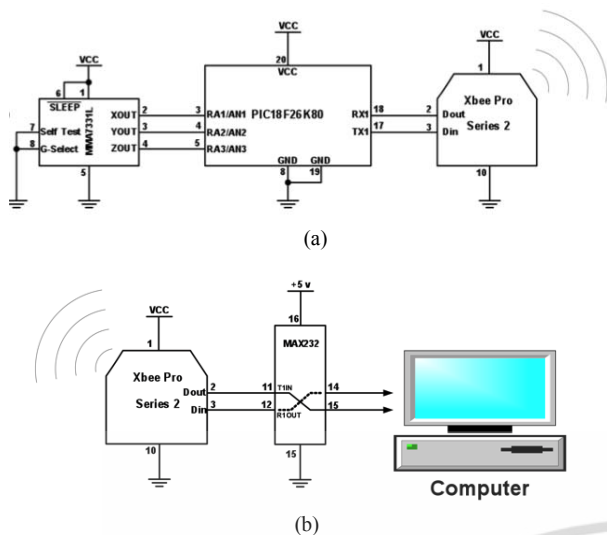 VCC
VCC
VCC
6 1
SLEEP
20
VCC
1
Xbee Pro
Series 2
MMA7331L
XOUT 2 3 RA1/AN1
PIC18F26K80
RX1 18 2 Dout
7 Self Test
YOUT 3 4 RA2/AN2
TX1 17 3 Din
8 G-Select
ZOUT 4 5 RA3/AN3
GND GND
5
8 19
10
(a)
VCC
+5 v
1
16
MAX232
Xbee Pro
Series 2
Dout 2 11 T1IN 14
Din 3 12 R1OUT 15
10
15
Computer
(b)